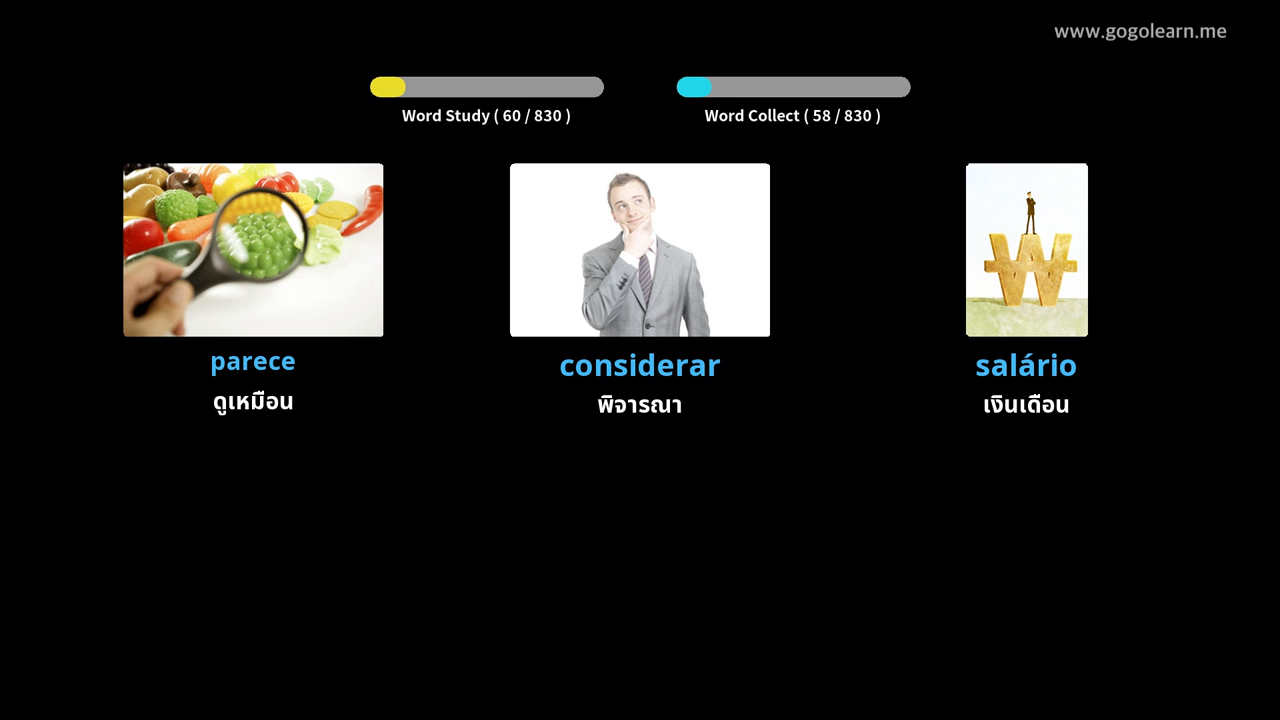 www.gogolearn.me
Word Study ( 60 / 830 )
Word Collect ( 58 / 830 )
parece
ดูเหมือน
considerar
พิจารณา
salário
เงินเดือน